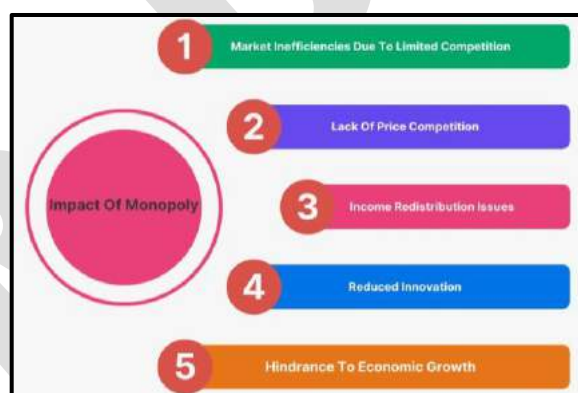 1
Market Inefficiencies Due To Limited Competition
2
Lack Of Price Competition
Impact Of Monopoly
3
Income Redistribution Issues
4
Reduced Innovation
5
Hindrance To Economic Growth